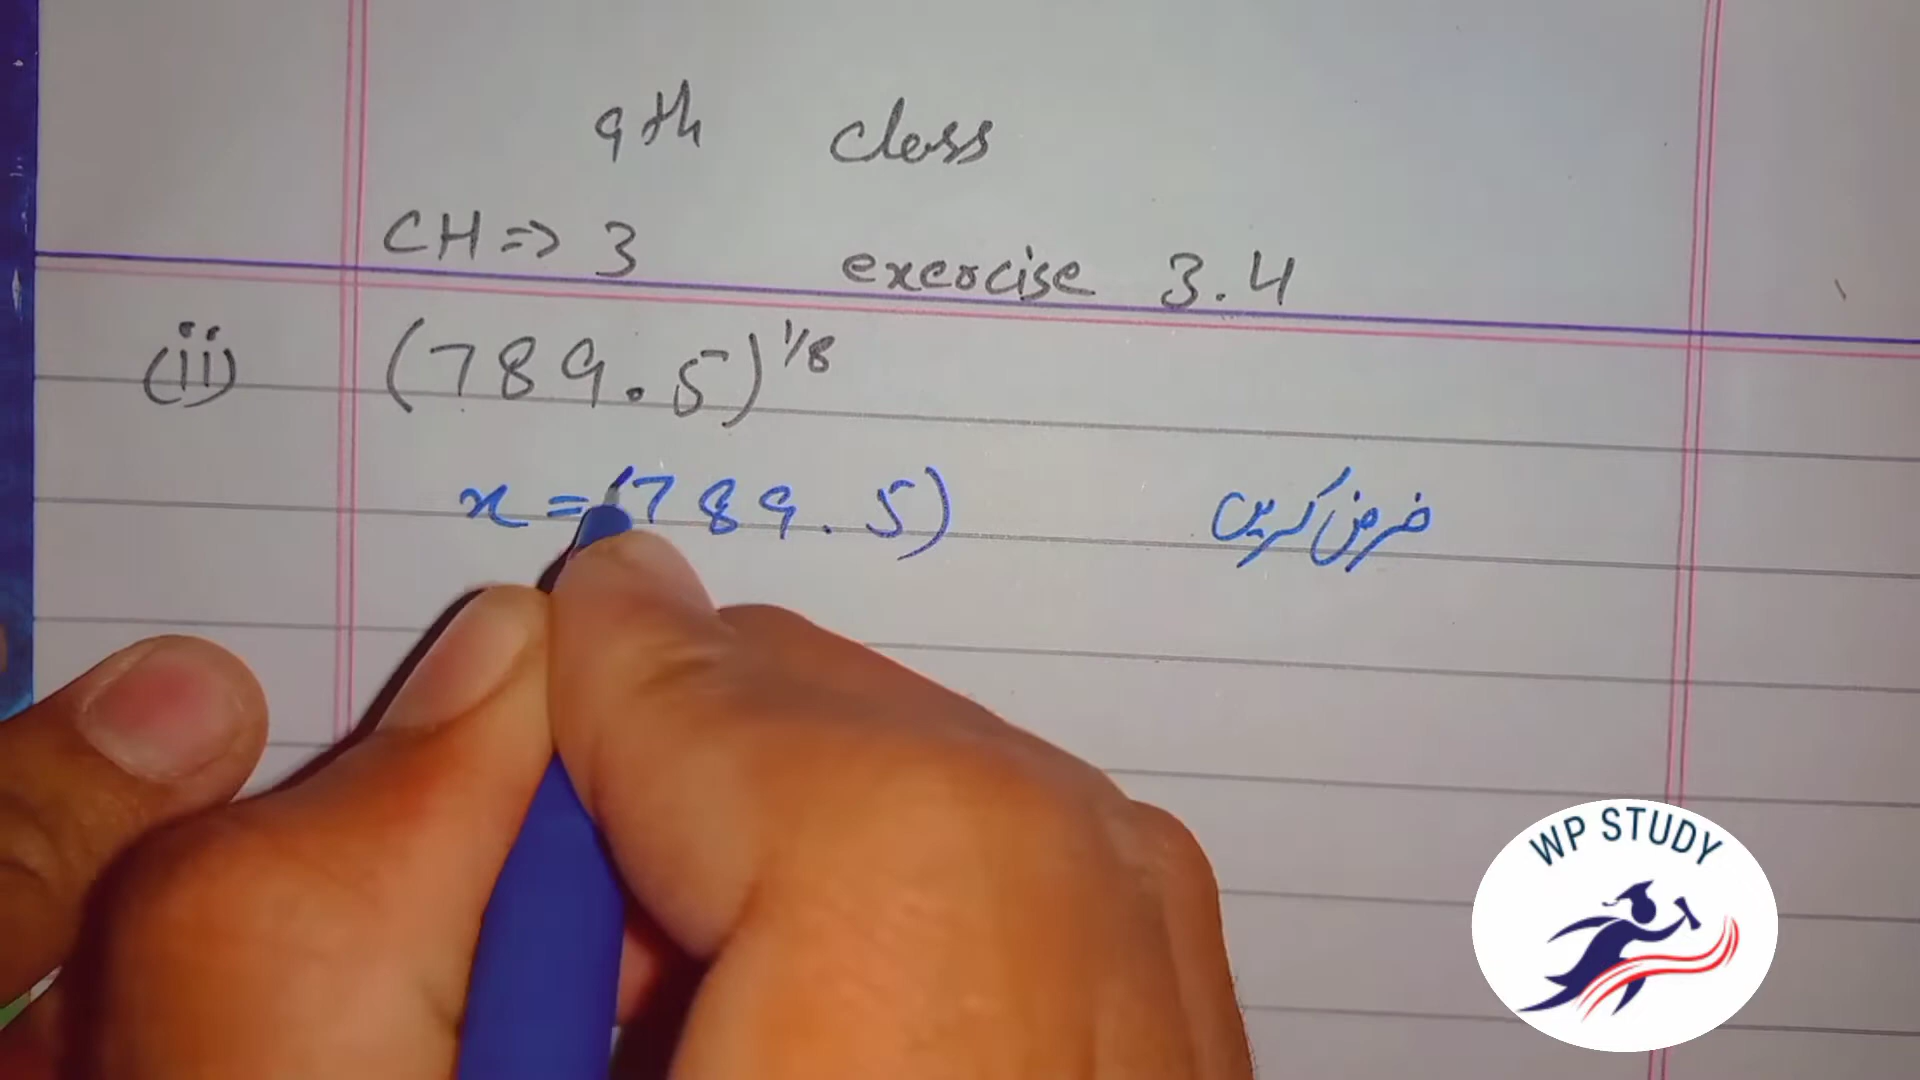 9th class
CH => 3 exercise 3.4
(ii) (789.5)^1/8
x = (789.5) فرض کریں
WP STUDY